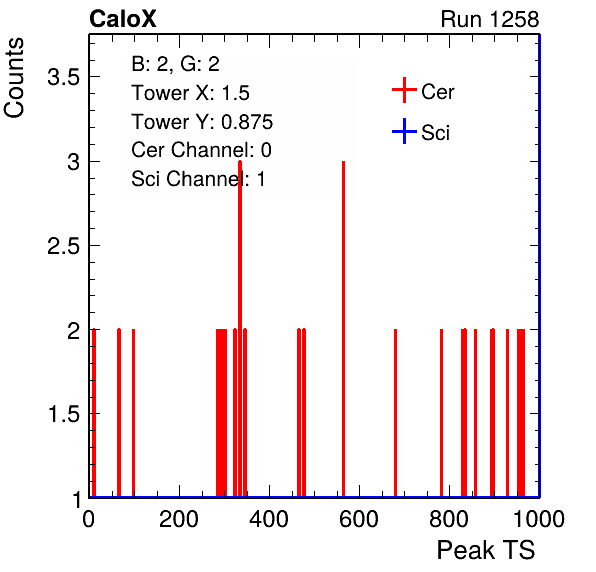 CaloX Run 1258
Counts
B: 2, G: 2
Tower X: 1.5
Tower Y: 0.875
Cer Channel: 0
Sci Channel: 1
Cer
Sci
3.5
3
2.5
2
1.5
1
0 200 400 600 800 1000
Peak TS